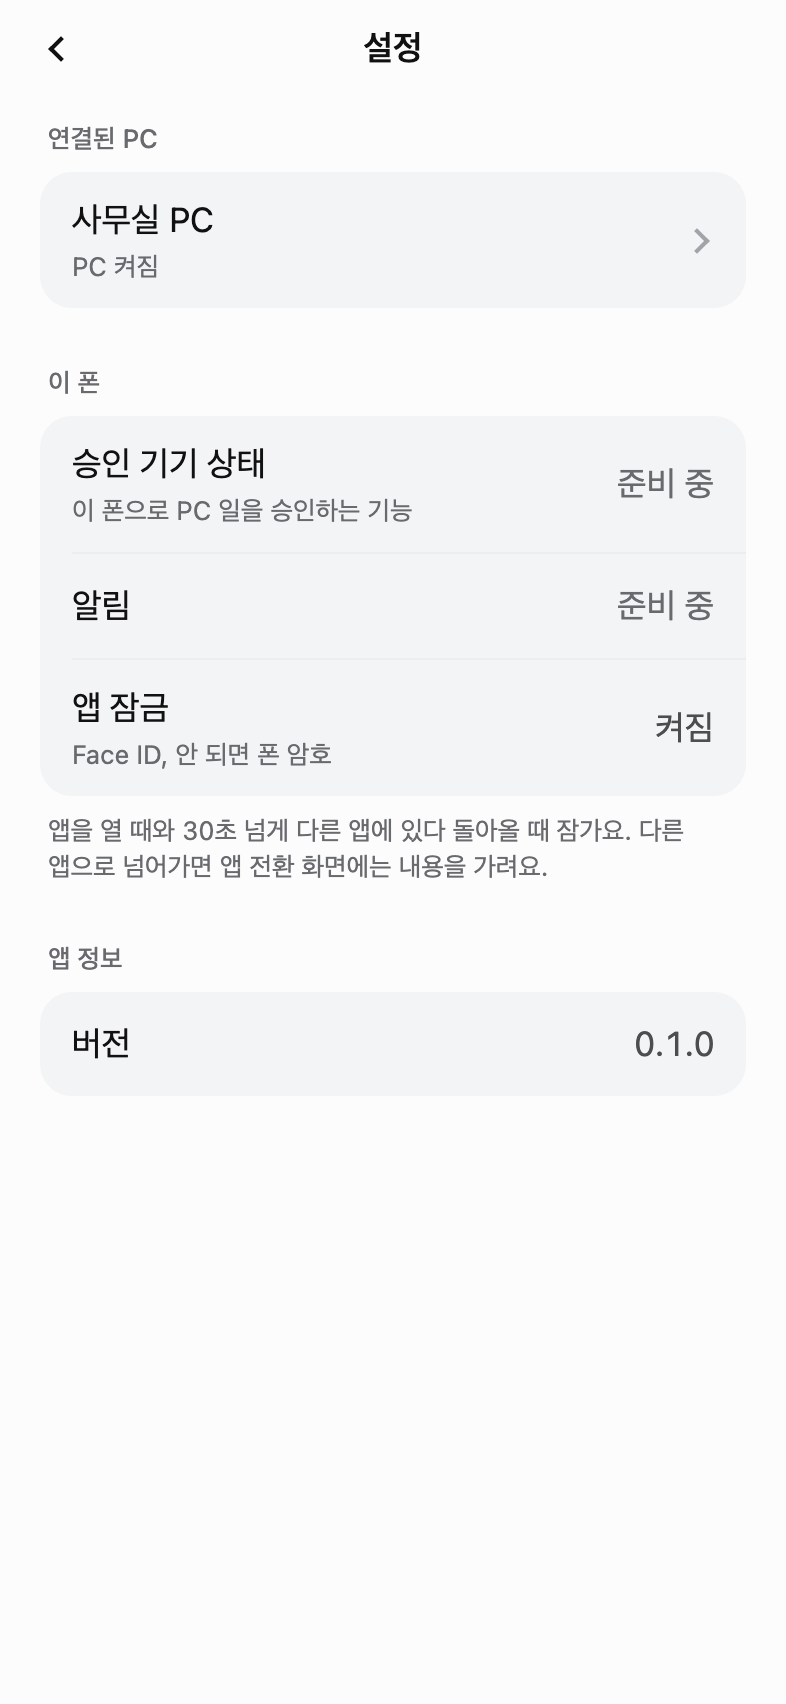 설정
연결된 PC
사무실 PC
PC 켜짐
이 폰
승인 기기 상태
이 폰으로 PC 일을 승인하는 기능
준비 중
알림
준비 중
앱 잠금
Face ID, 안 되면 폰 암호
켜짐
앱을 열 때와 30초 넘게 다른 앱에 있다 돌아올 때 잠가요. 다른
앱으로 넘어가면 앱 전환 화면에는 내용을 가려요.
앱 정보
버전
0.1.0